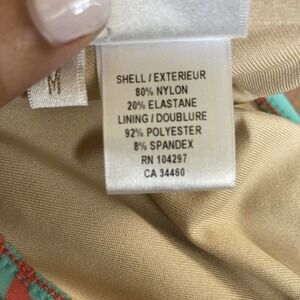 M
SHELL / EXTERIEUR
80% NYLON
20% ELASTANE
LINING / DOUBLURE
92% POLYESTER
8% SPANDEX
RN 104297
CA 34460